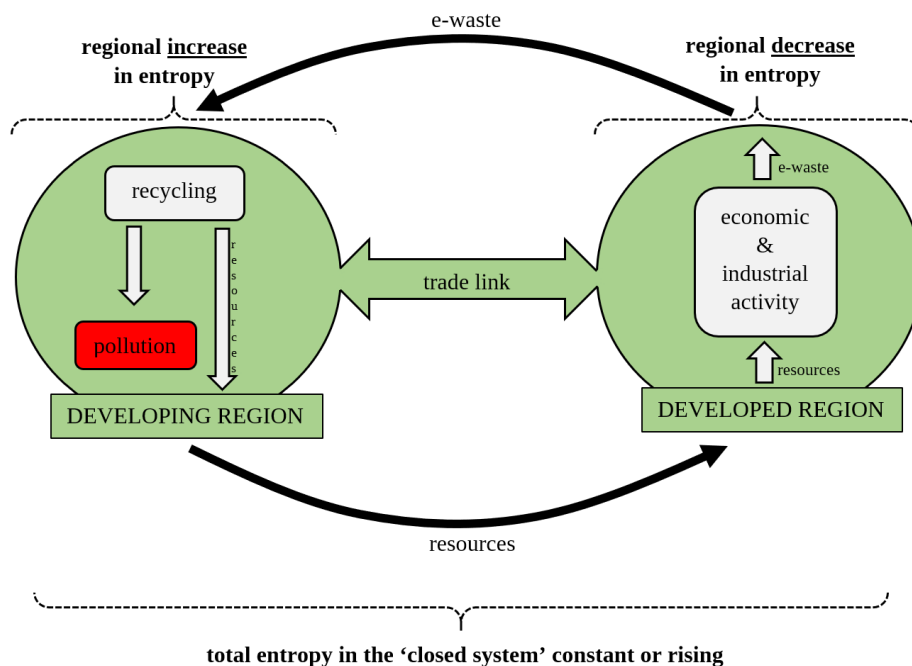 e-waste
regional increase
in entropy
regional decrease
in entropy
recycling
resources
pollution
DEVELOPING REGION
trade link
e-waste
economic
&
industrial
activity
resources
DEVELOPED REGION
resources
total entropy in the ‘closed system’ constant or rising